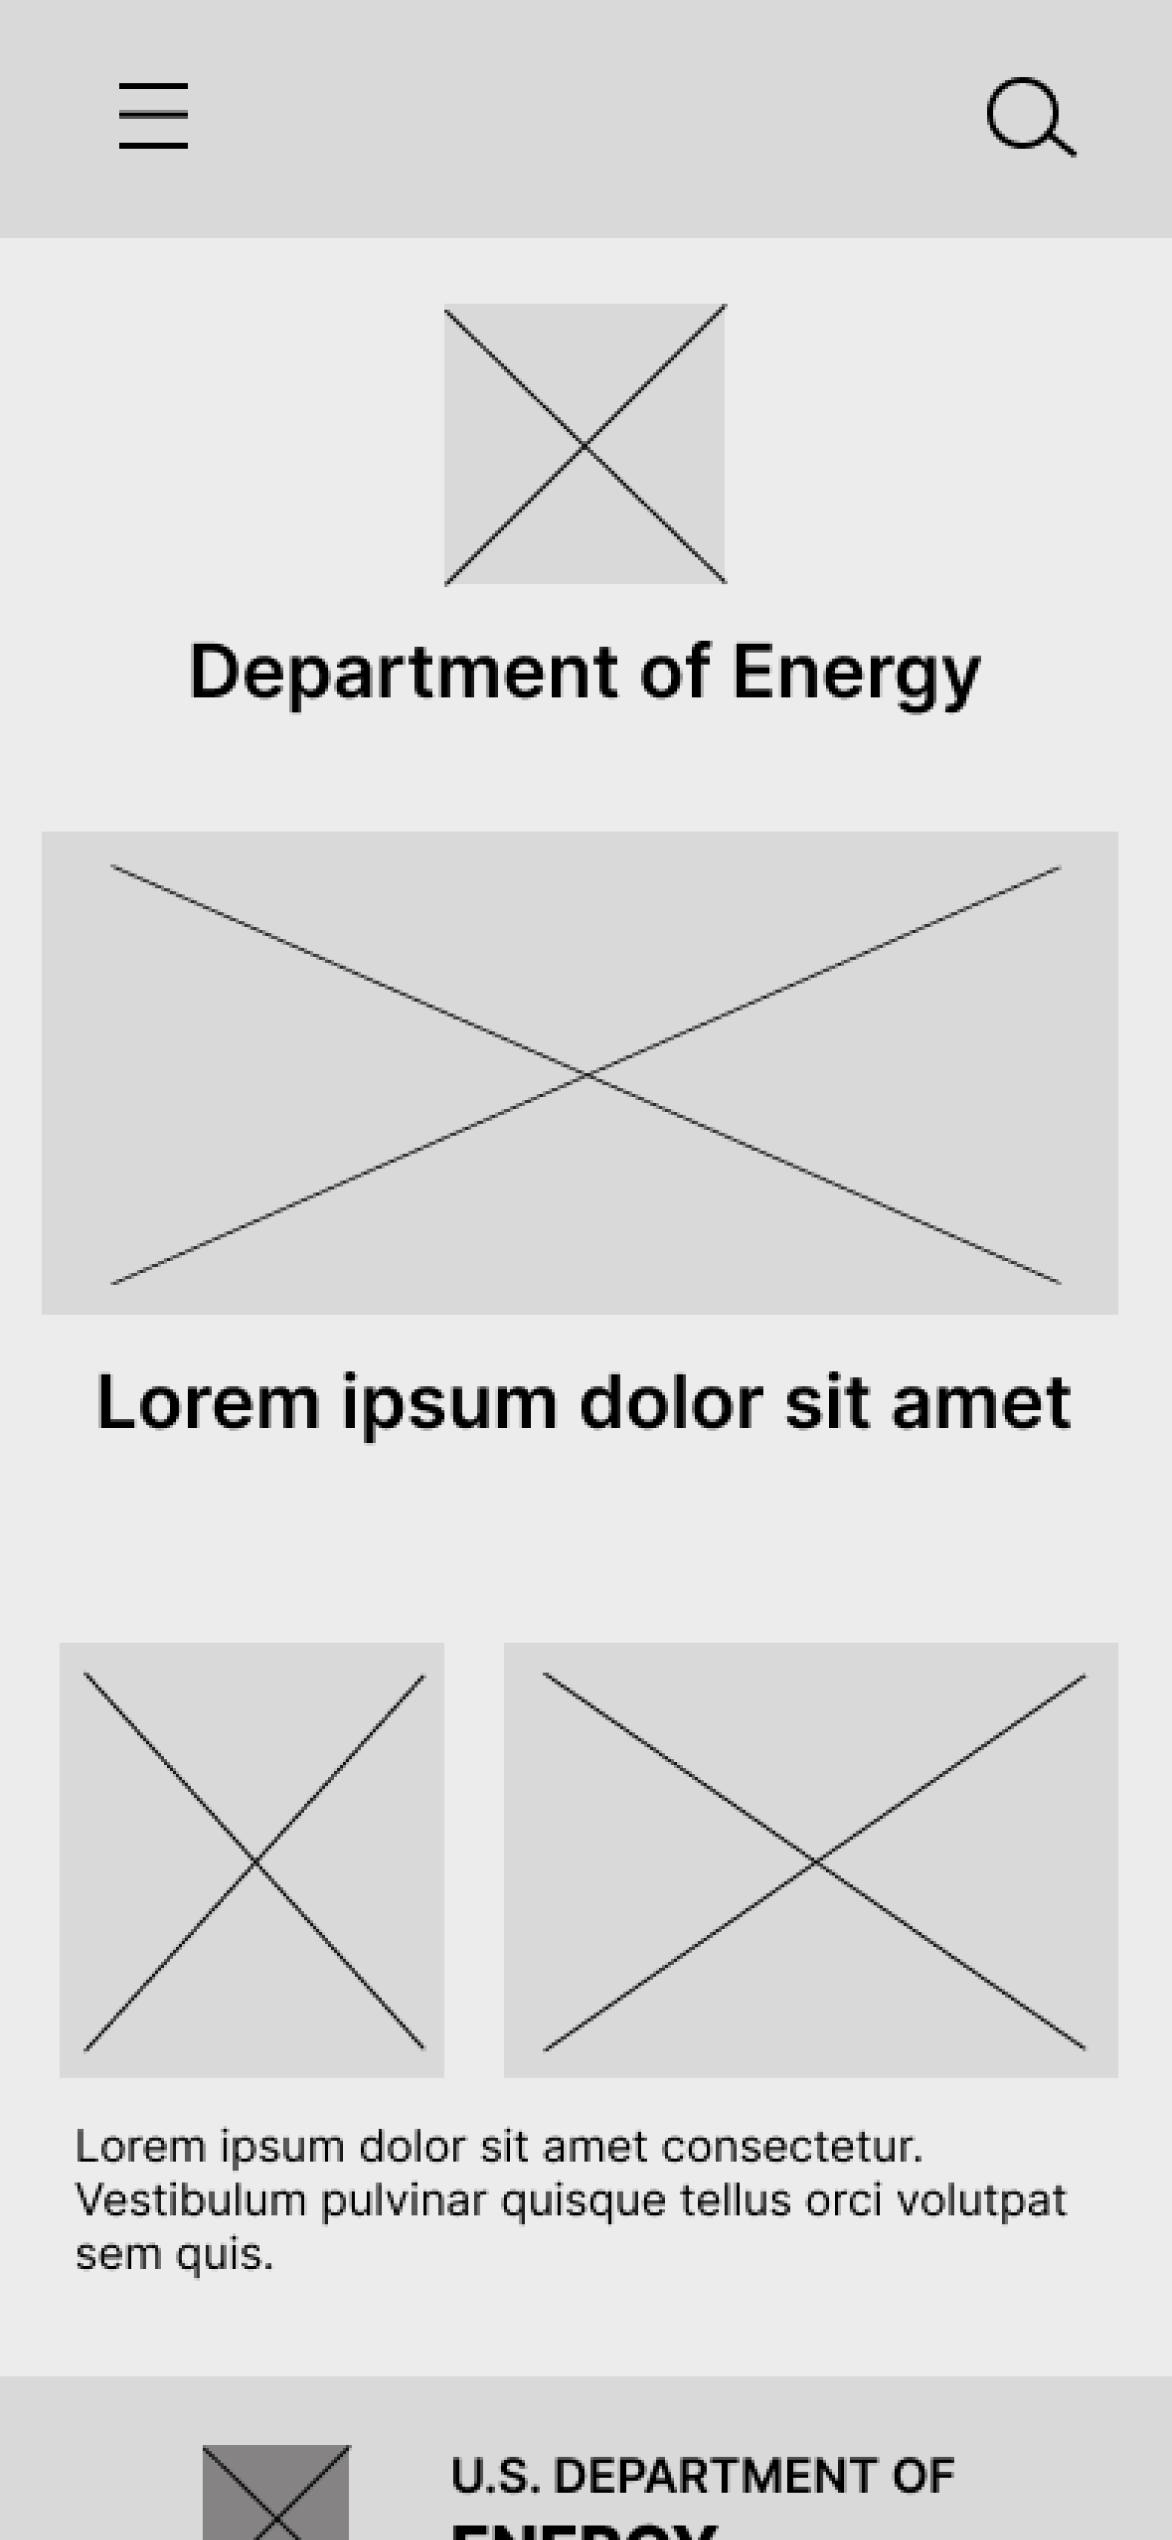 Department of Energy
Lorem ipsum dolor sit amet
Lorem ipsum dolor sit amet consectetur.
Vestibulum pulvinar quisque tellus orci volutpat
sem quis.
U.S. DEPARTMENT OF
ENERGY